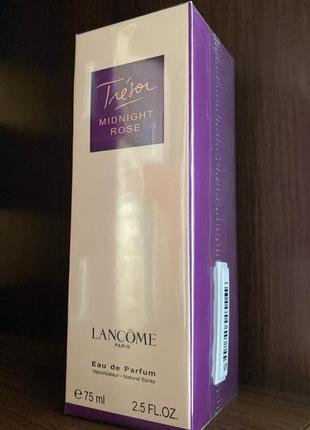 Trésor
MIDNIGHT
ROSE
LANCÔME
PARIS
Eau de Parfum
Vaporisateur - Natural Spray
℮ 75 ml 2.5 FL.OZ.